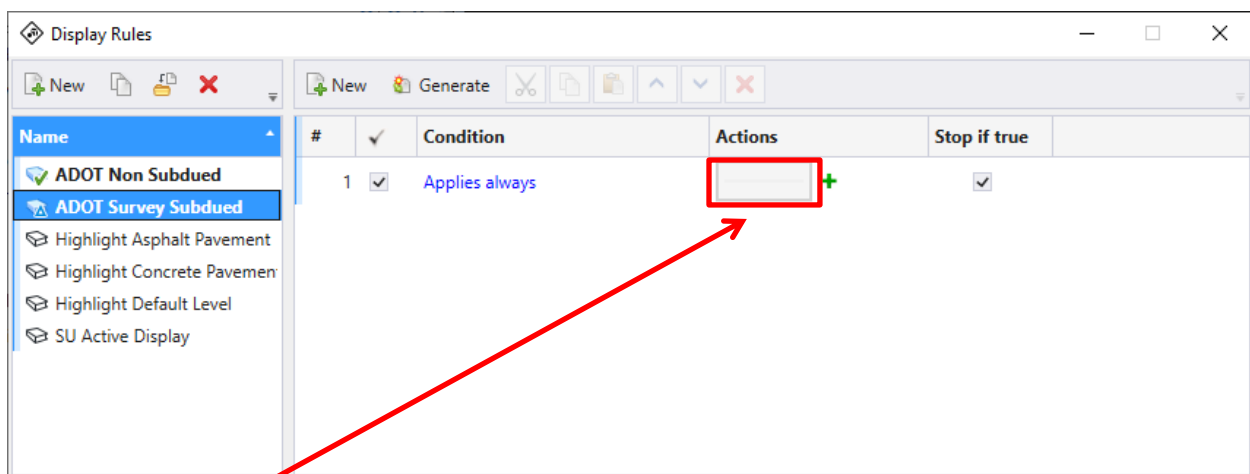 Display Rules
New
New Generate
Name
# Condition Actions Stop if true
ADOT Non Subdued
1 Applies always
ADOT Survey Subdued
Highlight Asphalt Pavement
Highlight Concrete Pavemen
Highlight Default Level
SU Active Display